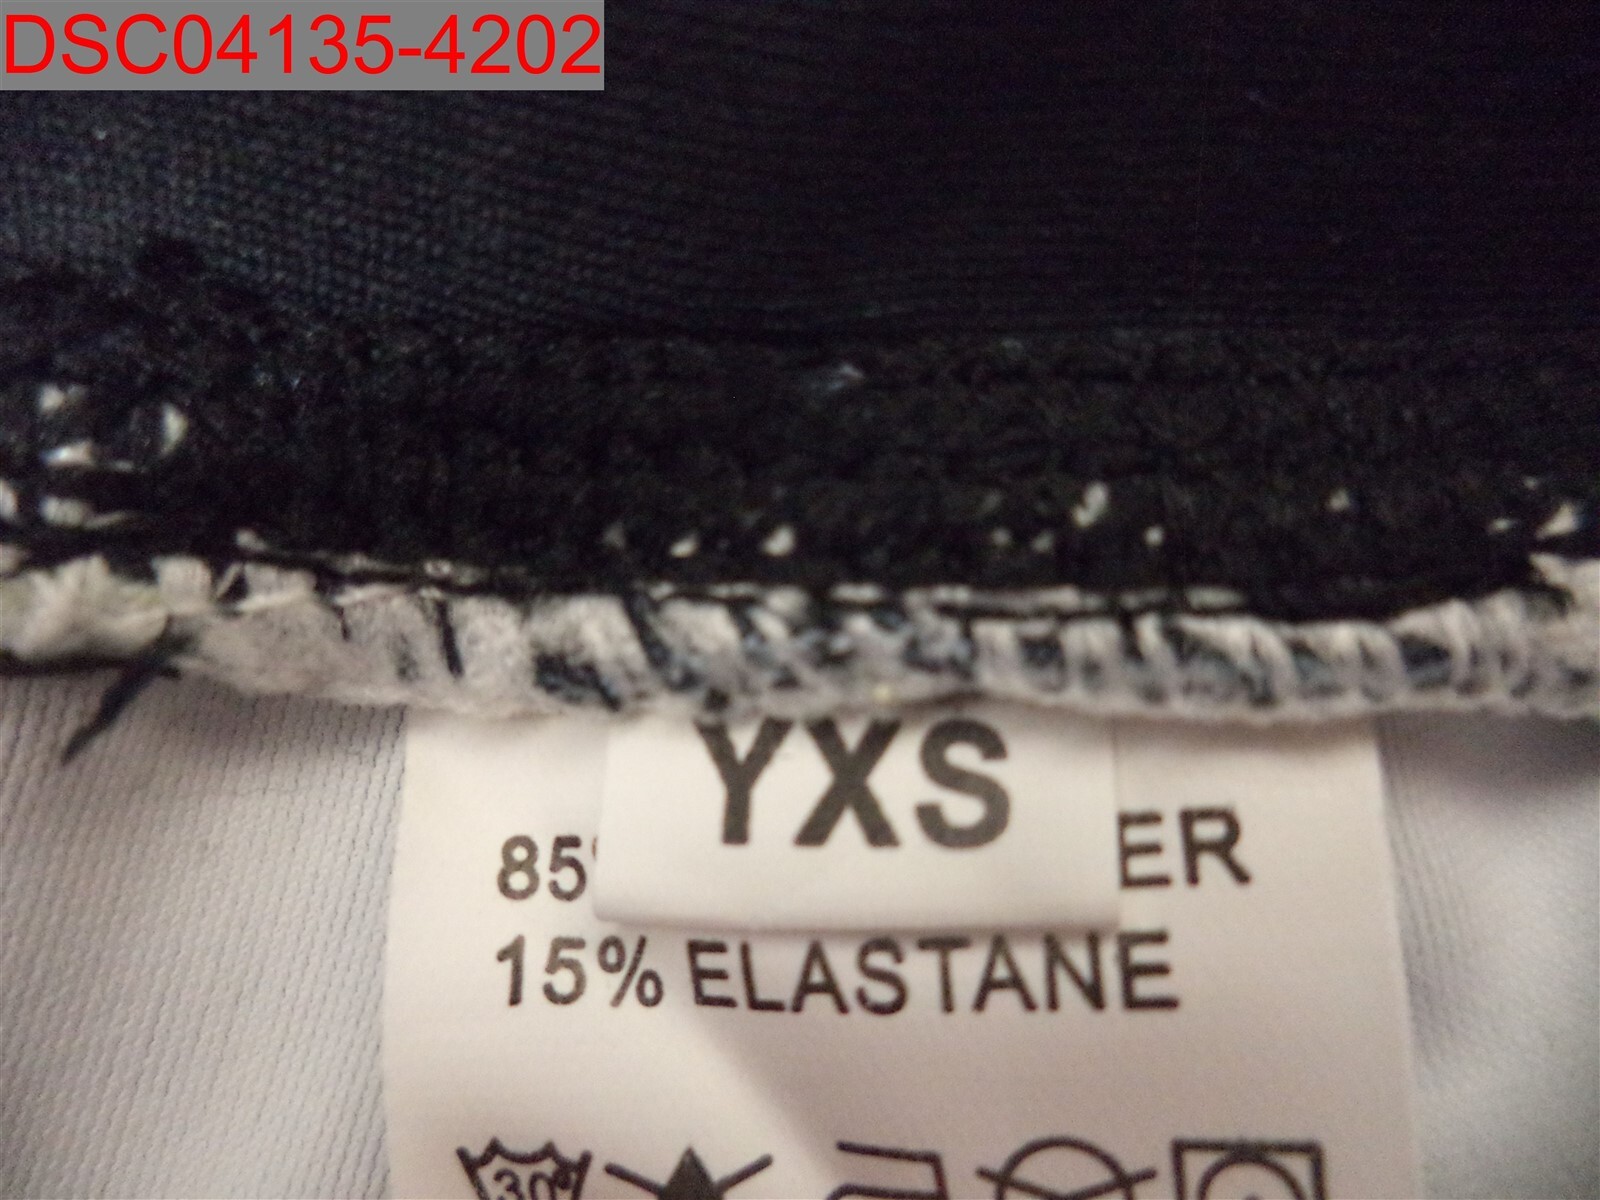 DSC04135-4202
YXS
85
ER
15% ELASTANE
30°